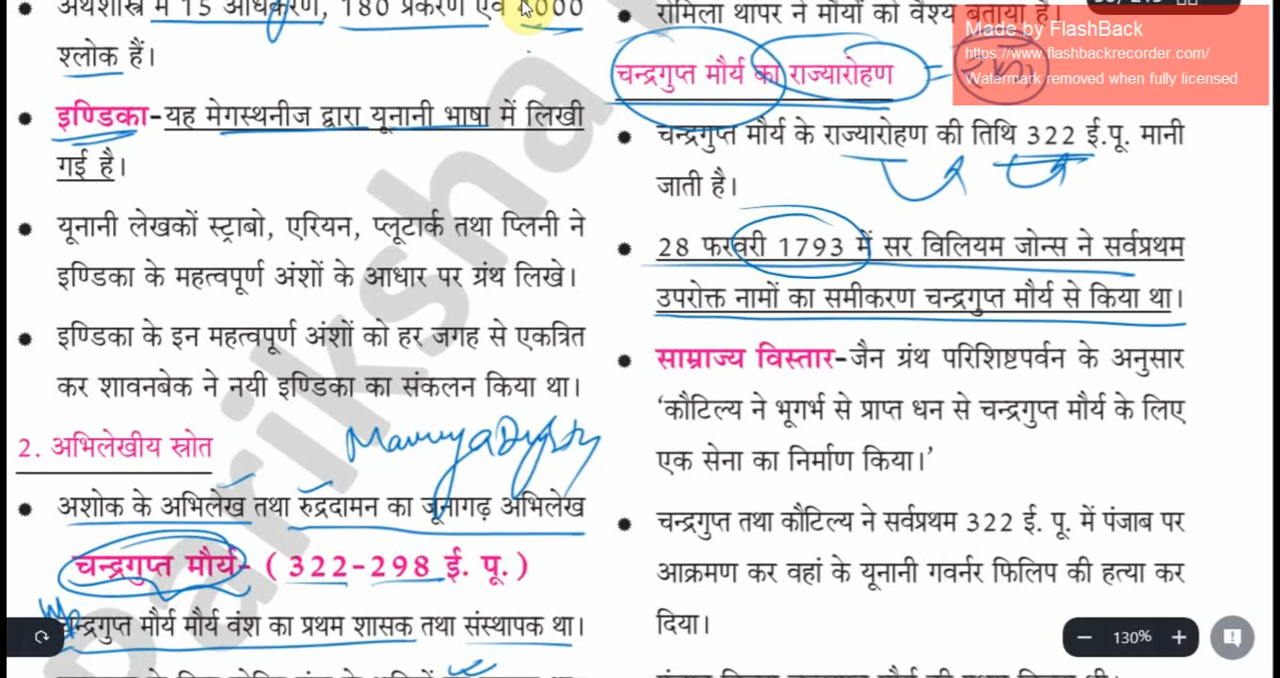 अर्थशास्त्र में 15 अधिकरण, 180 प्रकरण एवं 4000
श्लोक हैं।
इण्डिका-यह मेगस्थनीज द्वारा यूनानी भाषा में लिखी
गई है।
यूनानी लेखकों स्ट्राबो, एरियन, प्लूटार्क तथा प्लिनी ने
इण्डिका के महत्वपूर्ण अंशों के आधार पर ग्रंथ लिखे।
इण्डिका के इन महत्वपूर्ण अंशों को हर जगह से एकत्रित
कर शावनबेक ने नयी इण्डिका का संकलन किया था।
2. अभिलेखीय स्रोत
अशोक के अभिलेख तथा रुद्रदामन का जूनागढ़ अभिलेख
चन्द्रगुप्त मौर्य- ( 322-298 ई. पू. )
चन्द्रगुप्त मौर्य मौर्य वंश का प्रथम शासक तथा संस्थापक था।
रोमिला थापर ने मौर्यों को वैश्य बताया है।
चन्द्रगुप्त मौर्य का राज्यारोहण
चन्द्रगुप्त मौर्य के राज्यारोहण की तिथि 322 ई.पू. मानी
जाती है।
28 फरवरी 1793 में सर विलियम जोन्स ने सर्वप्रथम
उपरोक्त नामों का समीकरण चन्द्रगुप्त मौर्य से किया था।
साम्राज्य विस्तार-जैन ग्रंथ परिशिष्टपर्वन के अनुसार
‘कौटिल्य ने भूगर्भ से प्राप्त धन से चन्द्रगुप्त मौर्य के लिए
एक सेना का निर्माण किया।’
चन्द्रगुप्त तथा कौटिल्य ने सर्वप्रथम 322 ई. पू. में पंजाब पर
आक्रमण कर वहां के यूनानी गवर्नर फिलिप की हत्या कर
दिया।
Made by FlashBack
https://www.flashbackrecorder.com/
Watermark removed when fully licensed
130%
pariksha